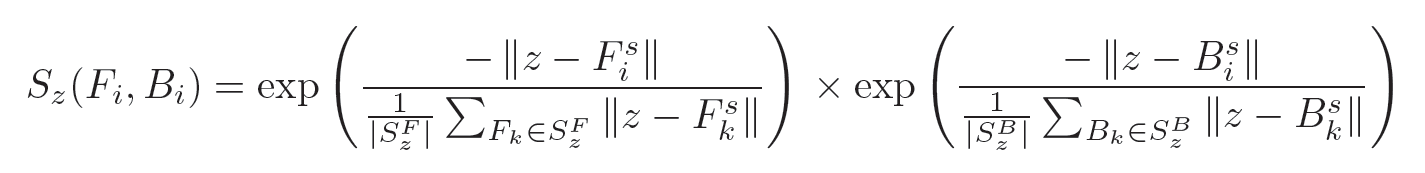 $S_z(F_i, B_i) = \exp\left(\frac{-\|z - F_i^s\|}{\frac{1}{|S_z^F|}\sum_{F_k \in S_z^F}\|z - F_k^s\|}\right) \times \exp\left(\frac{-\|z - B_i^s\|}{\frac{1}{|S_z^B|}\sum_{B_k \in S_z^B}\|z - B_k^s\|}\right)$